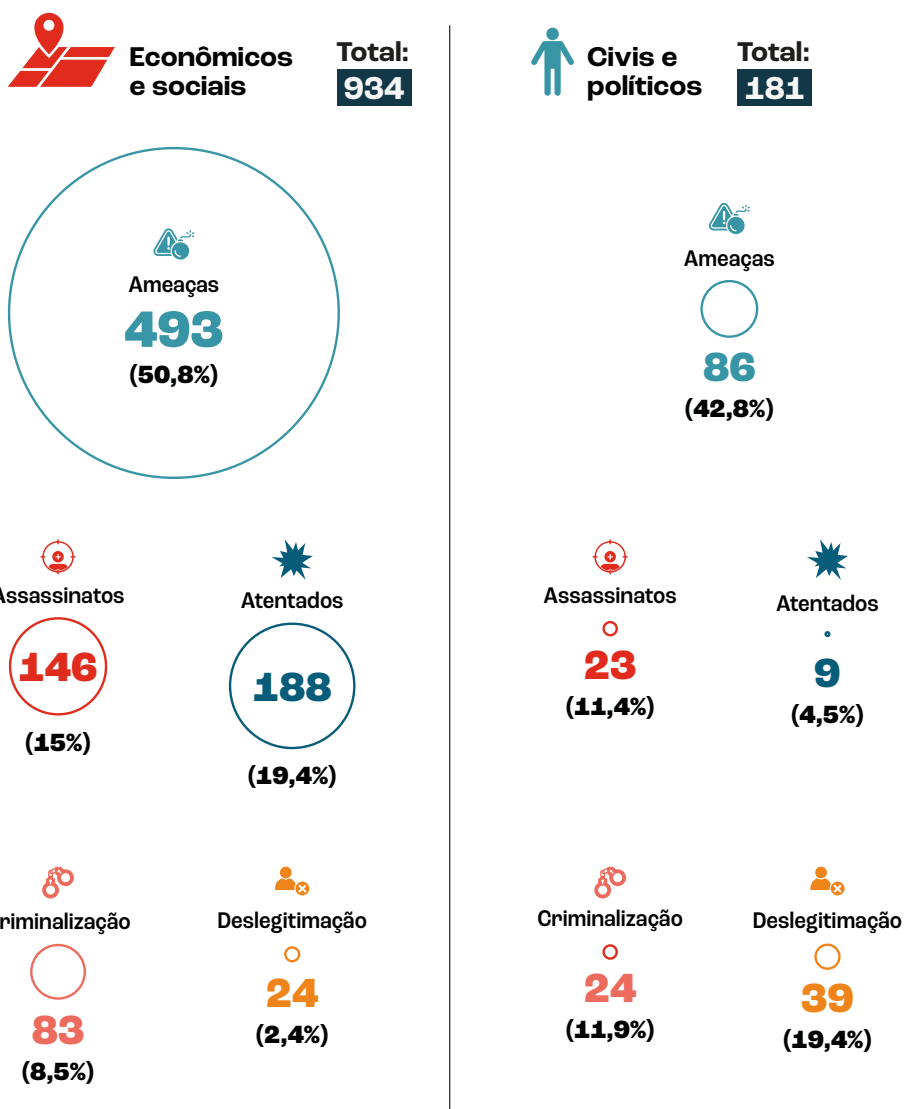 Econômicos
e sociais
Total:
934
Ameaças
493
(50,8%)
Assassinatos
146
(15%)
Atentados
188
(19,4%)
riminalização
83
(8,5%)
Deslegitimação
24
(2,4%)
Civis e
políticos
Total:
181
Ameaças
86
(42,8%)
Assassinatos
23
(11,4%)
Atentados
9
(4,5%)
Criminalização
24
(11,9%)
Deslegitimação
39
(19,4%)